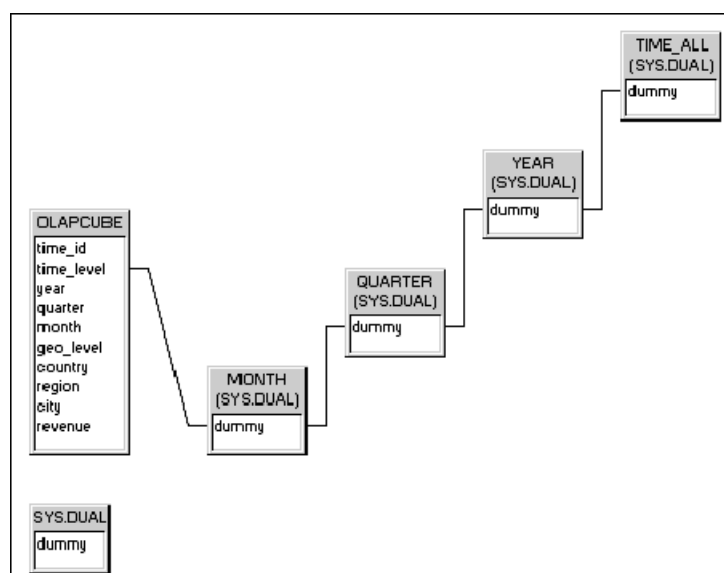 TIME_ALL
(SYS.DUAL)
dummy
YEAR
(SYS.DUAL)
dummy
OLAPCUBE
time_id
time_level
year
quarter
month
geo_level
country
region
city
revenue
QUARTER
(SYS.DUAL)
dummy
MONTH
(SYS.DUAL)
dummy
SYS.DUAL
dummy